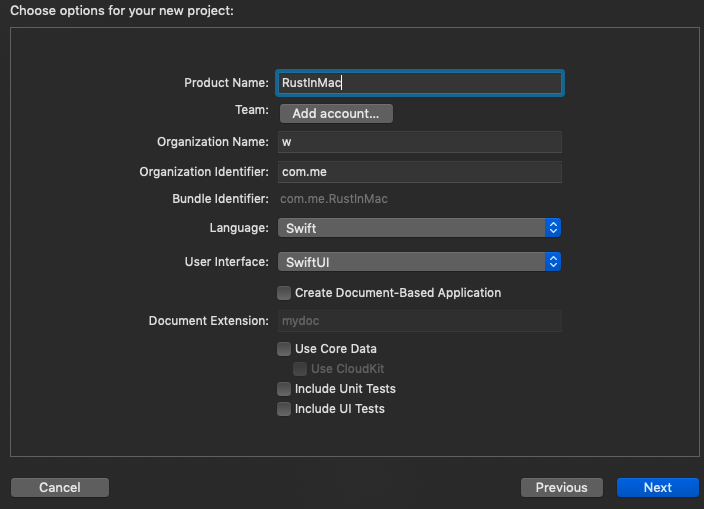 Choose options for your new project:
Product Name: RustInMac
Team: Add account...
Organization Name: w
Organization Identifier: com.me
Bundle Identifier: com.me.RustInMac
Language: Swift
User Interface: SwiftUI
Create Document-Based Application
Document Extension: mydoc
Use Core Data
Use CloudKit
Include Unit Tests
Include UI Tests
Cancel Previous Next